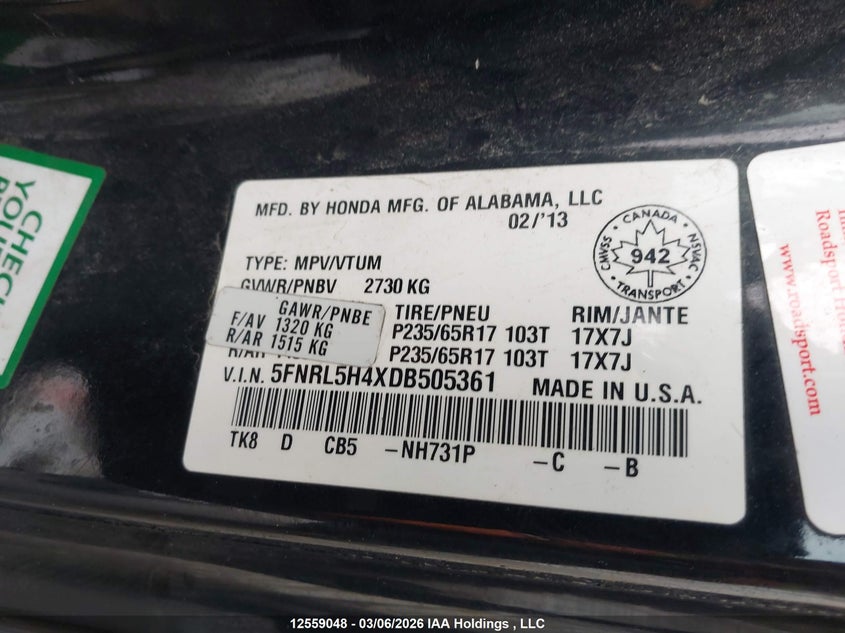 CHECK
YOUR
MFD. BY HONDA MFG. OF ALABAMA, LLC
02/'13
CANADA
CMVSS
942
NSVAC
TRANSPORT
TYPE: MPV/VTUM
GVWR/PNBV 2730 KG
GAWR/PNBE
F/AV 1320 KG
R/AR 1515 KG
TIRE/PNEU RIM/JANTE
P235/65R17 103T 17X7J
P235/65R17 103T 17X7J
V.I.N. 5FNRL5H4XDB505361 MADE IN U.S.A.
TK8 D CB5 -NH731P -C -B
Roadsport
www.roadsport.com
12559048 - 03/06/2026 IAA Holdings , LLC